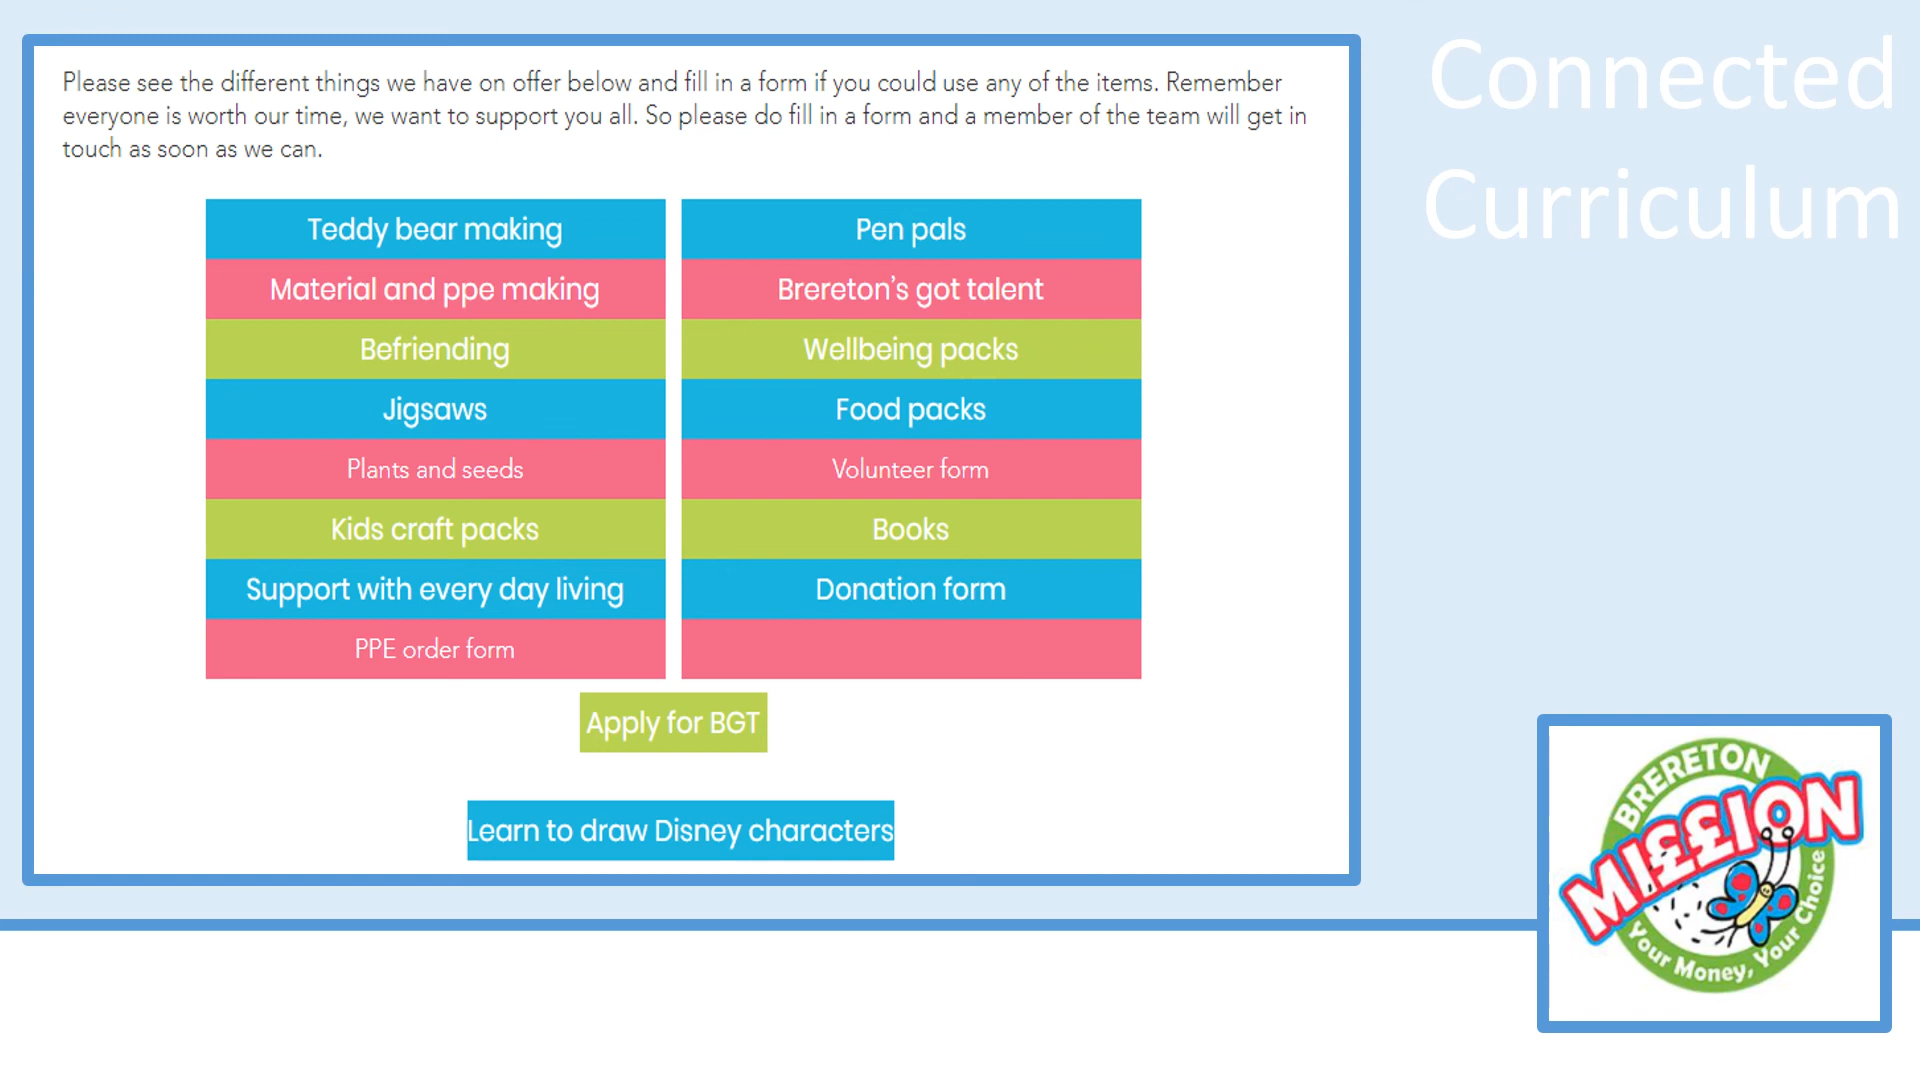 Please see the different things we have on offer below and fill in a form if you could use any of the items. Remember
everyone is worth our time, we want to support you all. So please do fill in a form and a member of the team will get in
touch as soon as we can.
Teddy bear making
Material and ppe making
Befriending
Jigsaws
Plants and seeds
Kids craft packs
Support with every day living
PPE order form
Pen pals
Brereton's got talent
Wellbeing packs
Food packs
Volunteer form
Books
Donation form
Apply for BGT
Learn to draw Disney characters
Connected
Curriculum
BRERETON
MI££ION
Your Money, Your Choice